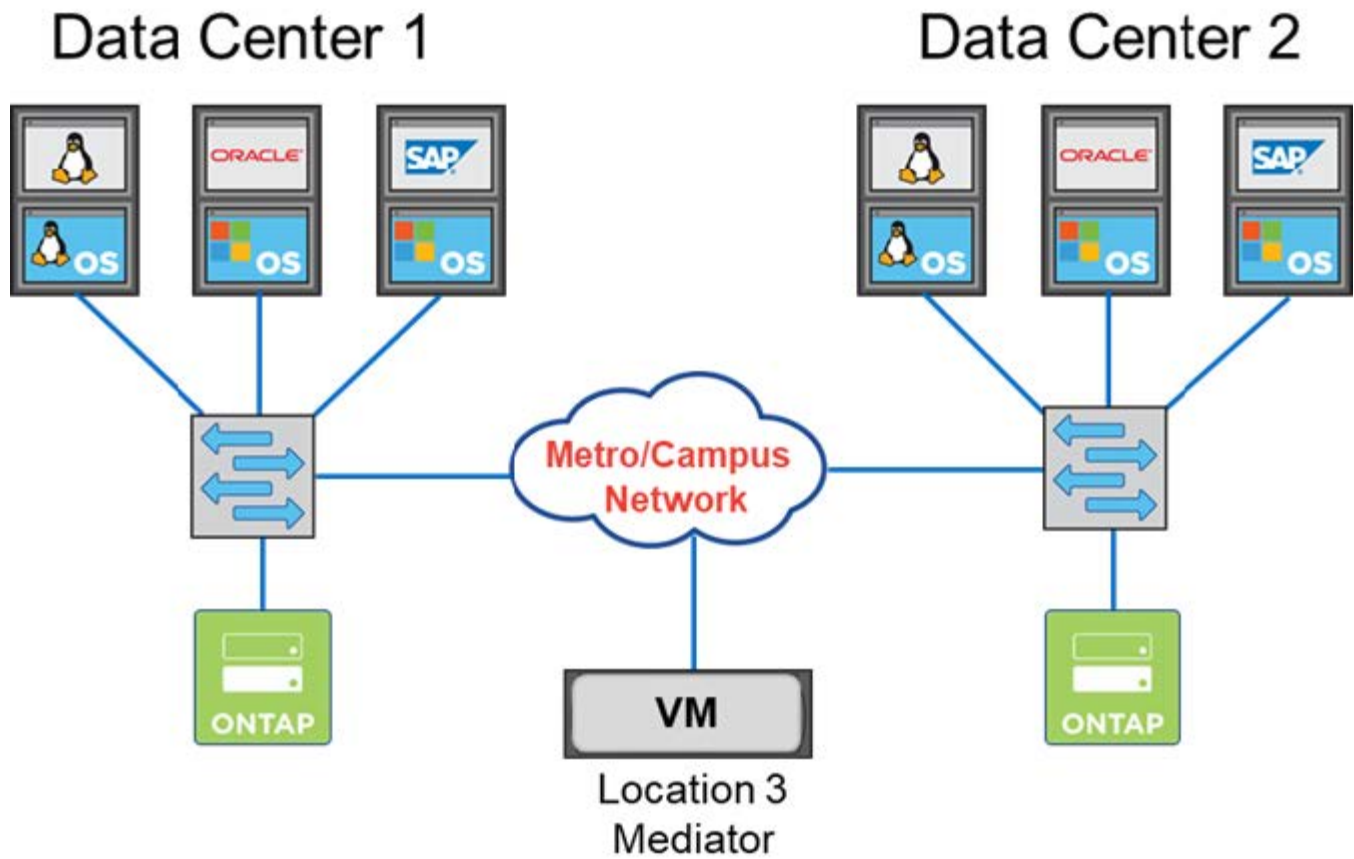 Data Center 1
Data Center 2
ORACLE
SAP
ORACLE
SAP
OS
OS
OS
OS
OS
OS
Metro/Campus
Network
ONTAP
VM
ONTAP
Location 3
Mediator